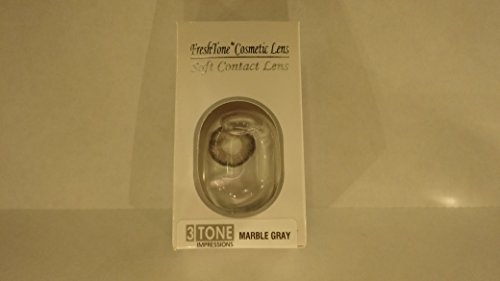 FreshTone® Cosmetic Lens
Soft Contact Lens
3 TONE IMPRESSIONS MARBLE GRAY